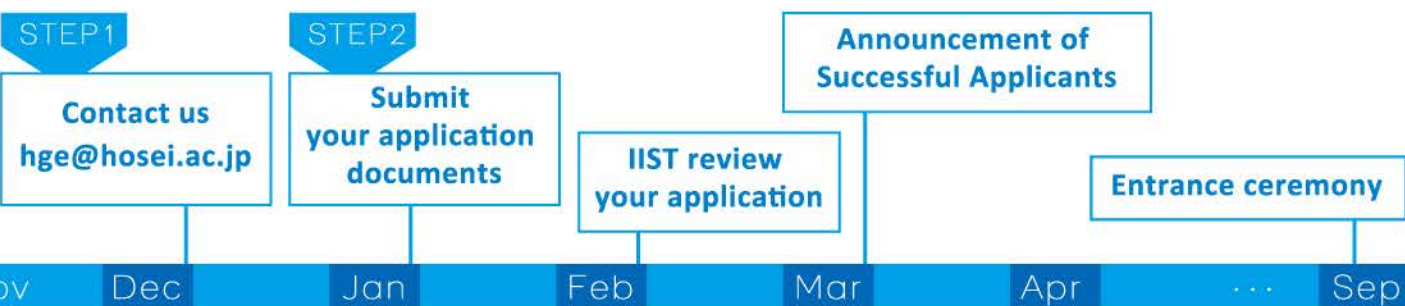 STEP1
Contact us
hge@hosei.ac.jp
STEP2
Submit
your application
documents
IIST review
your application
Announcement of
Successful Applicants
Entrance ceremony
ov Dec Jan Feb Mar Apr ... Sep